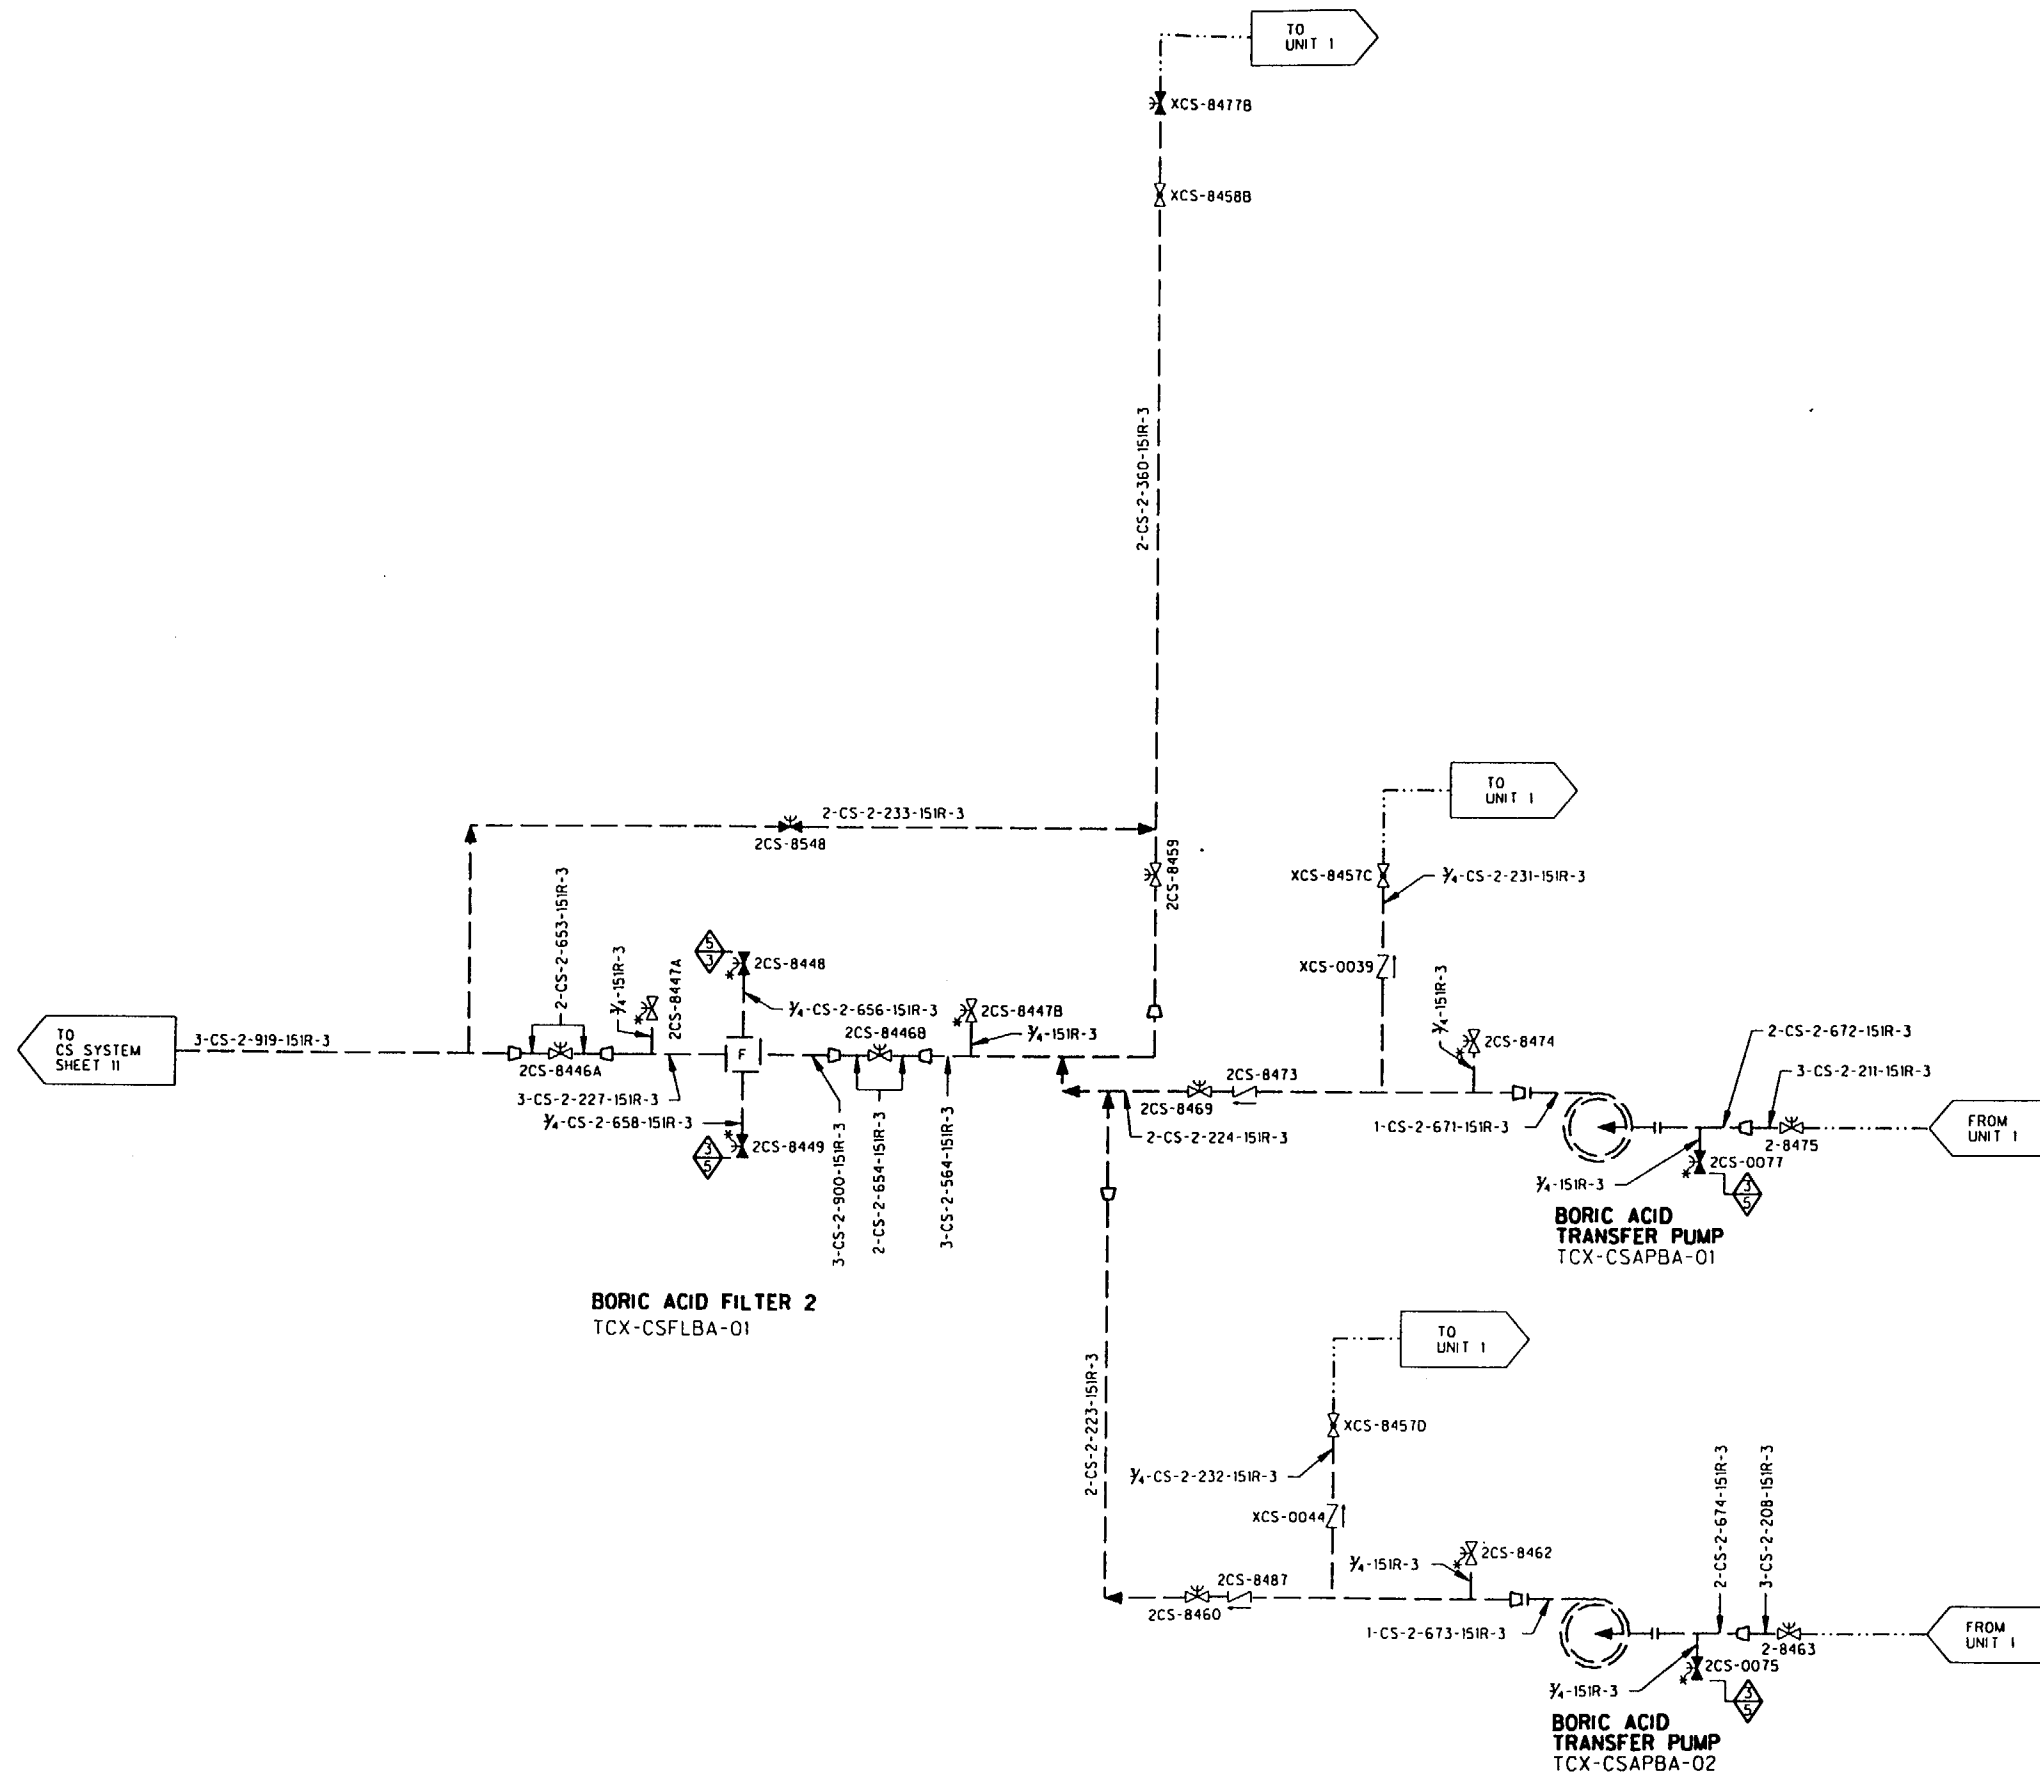 TO
UNIT 1
XCS-8477B
XCS-8458B
2-CS-2-360-151R-3
TO
UNIT 1
2-CS-2-233-151R-3
2CS-8548
2CS-8459
XCS-8457C
3/4-CS-2-231-151R-3
2-CS-2-653-151R-3
3/4-151R-3
2CS-8447A
5
3
2CS-8448
XCS-0039
3/4-151R-3
3/4-CS-2-656-151R-3
2CS-8447B
2CS-8446B
3/4-151R-3
TO
CS SYSTEM
SHEET 11
3-CS-2-919-151R-3
F
2CS-8474
2-CS-2-672-151R-3
2CS-8446A
2CS-8473
3-CS-2-211-151R-3
3-CS-2-227-151R-3
2CS-8469
3/4-CS-2-658-151R-3
1-CS-2-671-151R-3
FROM
UNIT 1
2CS-8449
3
5
2-CS-2-224-151R-3
2-8475
2CS-0077
3/4-151R-3
3
5
3-CS-2-900-151R-3
2-CS-2-654-151R-3
3-CS-2-564-151R-3
BORIC ACID
TRANSFER PUMP
TCX-CSAPBA-01
BORIC ACID FILTER 2
TCX-CSFLBA-01
TO
UNIT 1
2-CS-2-223-151R-3
XCS-8457D
3/4-CS-2-232-151R-3
XCS-0044
2-CS-2-674-151R-3
3-CS-2-208-151R-3
3/4-151R-3
2CS-8462
2CS-8487
2CS-8460
1-CS-2-673-151R-3
FROM
UNIT 1
2-8463
2CS-0075
3/4-151R-3
3
5
BORIC ACID
TRANSFER PUMP
TCX-CSAPBA-02